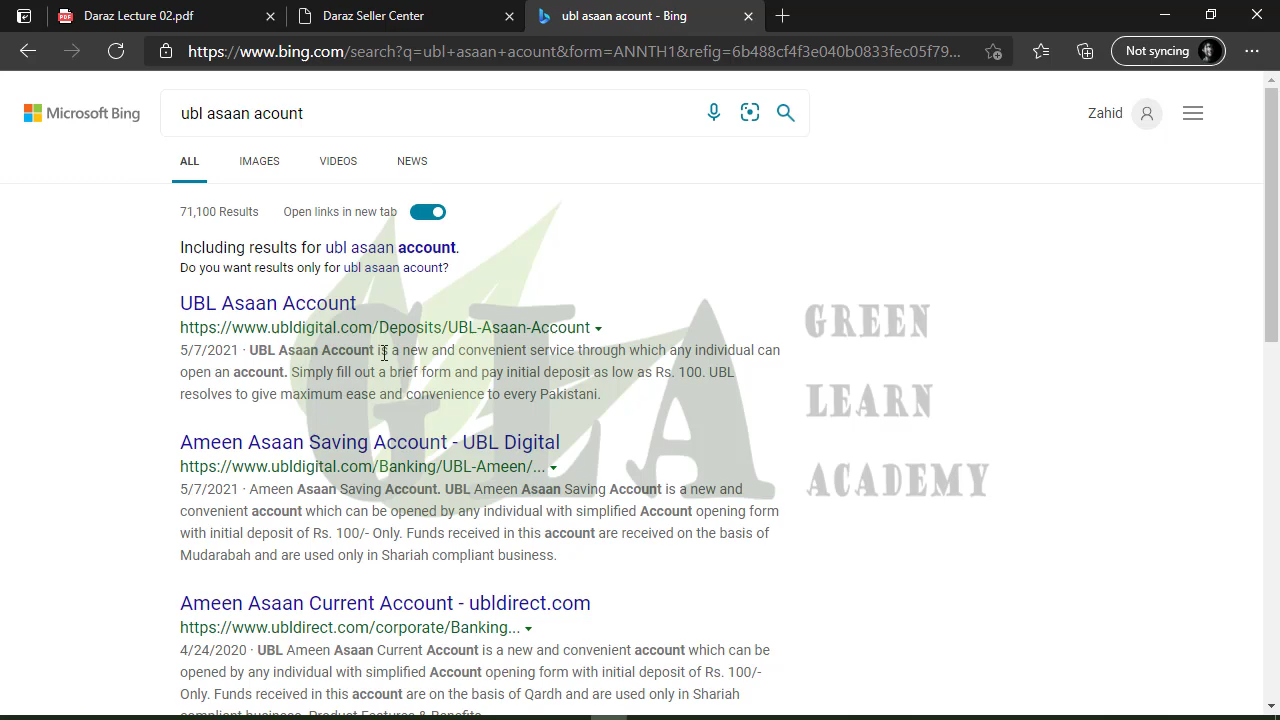 Daraz Lecture 02.pdf
Daraz Seller Center
ubl asaan acount - Bing
https://www.bing.com/search?q=ubl+asaan+acount&form=ANNTH1&refig=6b488cf4f3e040b0833fec05f79...
Not syncing
Microsoft Bing
ubl asaan acount
Zahid
ALL IMAGES VIDEOS NEWS
71,100 Results Open links in new tab
Including results for ubl asaan account.
Do you want results only for ubl asaan acount?
UBL Asaan Account
https://www.ubldigital.com/Deposits/UBL-Asaan-Account
5/7/2021 · UBL Asaan Account is a new and convenient service through which any individual can
open an account. Simply fill out a brief form and pay initial deposit as low as Rs. 100. UBL
resolves to give maximum ease and convenience to every Pakistani.
Ameen Asaan Saving Account - UBL Digital
https://www.ubldigital.com/Banking/UBL-Ameen/...
5/7/2021 · Ameen Asaan Saving Account. UBL Ameen Asaan Saving Account is a new and
convenient account which can be opened by any individual with simplified Account opening form
with initial deposit of Rs. 100/- Only. Funds received in this account are received on the basis of
Mudarabah and are used only in Shariah compliant business.
Ameen Asaan Current Account - ubldirect.com
https://www.ubldirect.com/corporate/Banking...
4/24/2020 · UBL Ameen Asaan Current Account is a new and convenient account which can be
opened by any individual with simplified Account opening form with initial deposit of Rs. 100/-
Only. Funds received in this account are on the basis of Qardh and are used only in Shariah
compliant business. Product Features & Benefits
GLA
GREEN
LEARN
ACADEMY